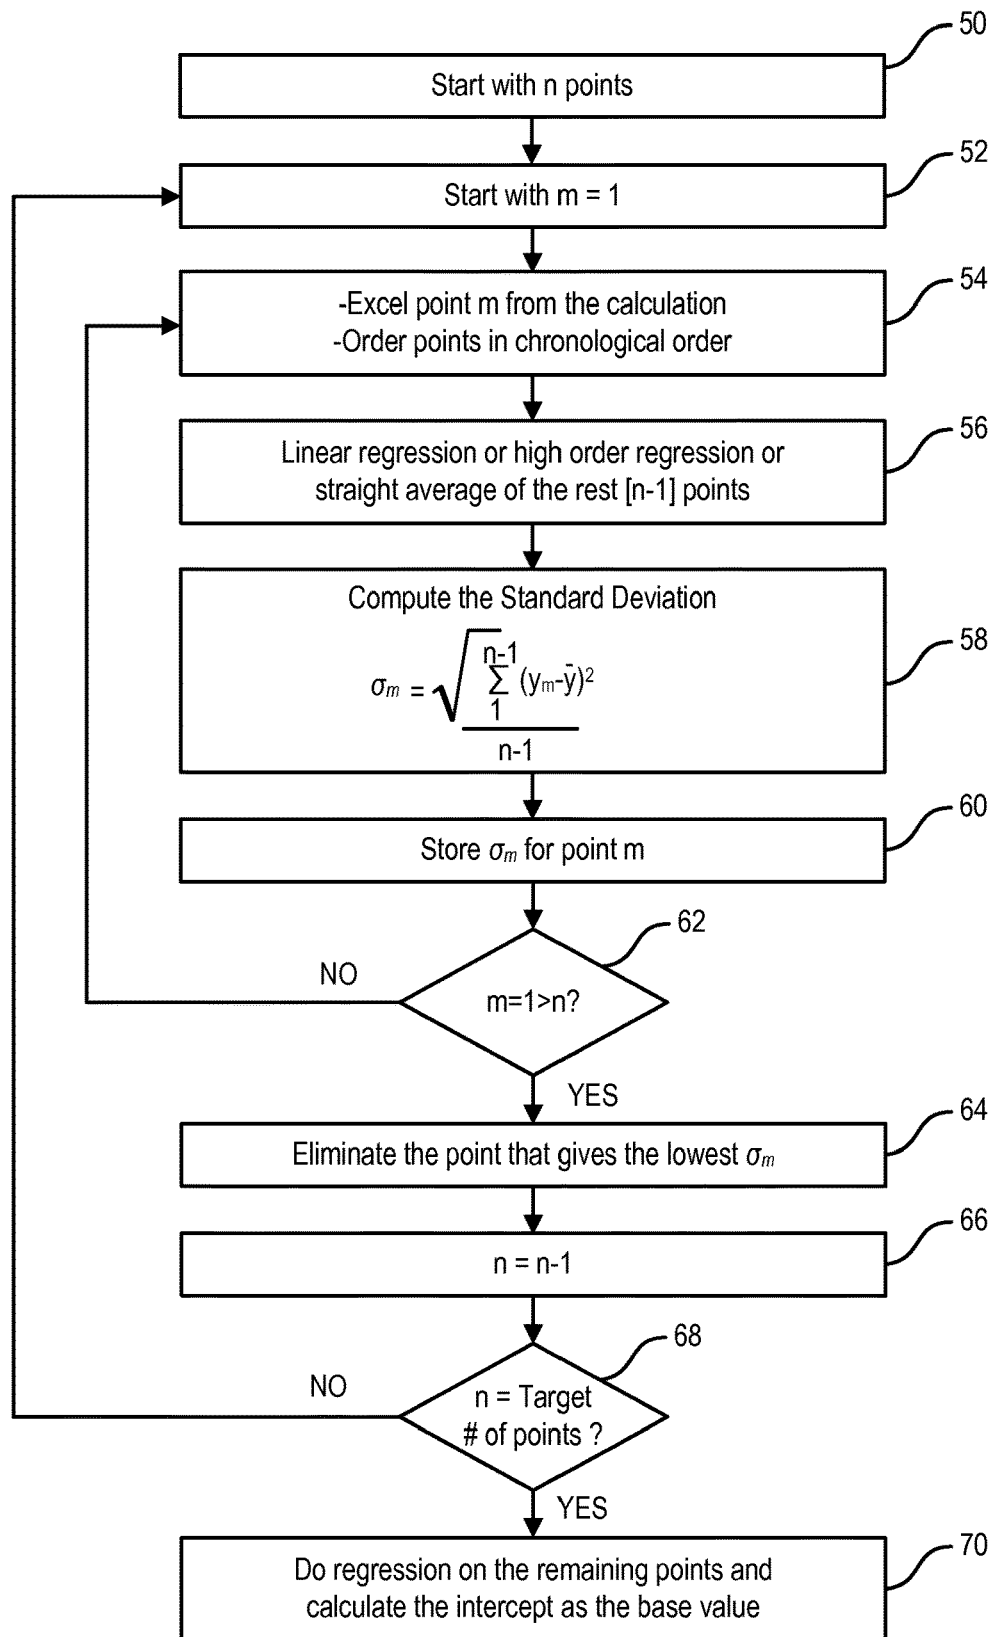 50
Start with n points
52
Start with m = 1
54
-Excel point m from the calculation
-Order points in chronological order
56
Linear regression or high order regression or
straight average of the rest [n-1] points
58
Compute the Standard Deviation
n-1
σm = √ Σ (ym-ȳ)²
1
n-1
60
Store σm for point m
62
NO
m=1>n?
YES
64
Eliminate the point that gives the lowest σm
66
n = n-1
68
NO
n = Target
# of points ?
YES
70
Do regression on the remaining points and
calculate the intercept as the base value